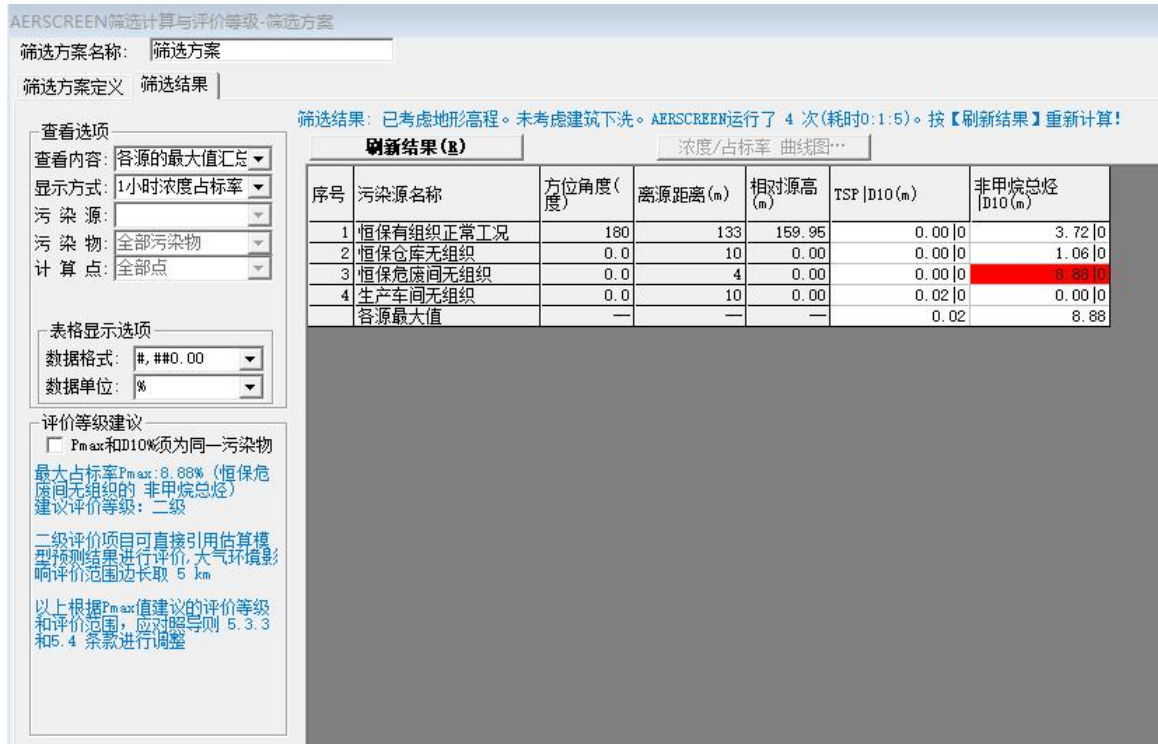 AERSCREEN筛选计算与评价等级-筛选方案
筛选方案名称: 筛选方案
筛选方案定义 筛选结果
筛选结果: 已考虑地形高程。未考虑建筑下洗。AERSCREEN运行了 4 次(耗时0:1:5)。按【刷新结果】重新计算!
刷新结果(R) 浓度/占标率 曲线图…
查看选项
查看内容: 各源的最大值汇总
显示方式: 1小时浓度占标率
污 染 源:
污 染 物: 全部污染物
计 算 点: 全部点
表格显示选项
数据格式: #,##0.00
数据单位: %
评价等级建议
Pmax和D10%须为同一污染物
最大占标率Pmax:8.88% (恒保危
废间无组织的 非甲烷总烃)
建议评价等级: 二级
二级评价项目可直接引用估算模
型预测结果进行评价,大气环境影
响评价范围边长取 5 km
以上根据Pmax值建议的评价等级
和评价范围, 应对照导则 5.3.3
和5.4 条款进行调整
序号 污染源名称 方位角度(度) 离源距离(m) 相对源高(m) TSP|D10(m) 非甲烷总烃|D10(m)
1 恒保有组织正常工况 180 133 159.95 0.00|0 3.72|0
2 恒保仓库无组织 0.0 10 0.00 0.00|0 1.06|0
3 恒保危废间无组织 0.0 4 0.00 0.00|0 8.88|0
4 生产车间无组织 0.0 10 0.00 0.02|0 0.00|0
各源最大值 — — — 0.02 8.88